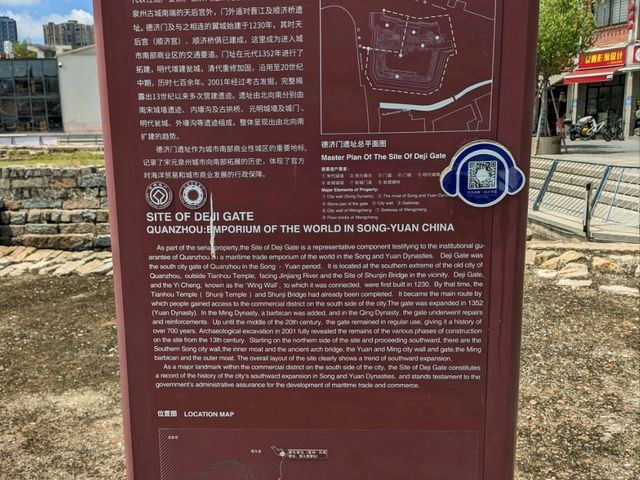 泉州古城南端的天后宫外，门外遥对晋江及顺济桥遗
址。德济门及与之相连的翼城始建于1230年，其时天
后宫（顺济宫）、顺济桥俱已建成，这里成为进入城
市南部商业区的交通要道。门址在元代1352年进行了
拓建，明代增建瓮城，清代重修加固，沿用至20世纪
中期，历时七百余年。2001年经过考古发掘，完整揭
露出13世纪以来多次营建遗迹。遗址由北向南分别由
南宋城墙遗迹、内壕沟及古拱桥、元明城墙及城门、
明代瓮城、外壕沟等遗迹组成，整体呈现出由北向南
扩建的趋势。
德济门遗址作为城市南部商业性城区的重要地标，
记录了宋元泉州城市向南部拓展的历史，体现了官方
对海洋贸易和城市商业发展的行政保障。
德济门遗址总平面图
Master Plan Of The Site Of Deji Gate
Major Elements of Property
① City wall (Song Dynasty) ② The moat of Song and Yuan Dynasties
SITE OF DEJI GATE
QUANZHOU:EMPORIUM OF THE WORLD IN SONG-YUAN CHINA
As part of the serial property,the Site of Deji Gate is a representative component testifying to the institutional gu-
arantee of Quanzhou as a maritime trade emporium of the world in the Song and Yuan Dynasties. Deji Gate was
the south city gate of Quanzhou in the Song - Yuan period. It is located at the southern extreme of the old city of
Quanzhou, outside Tianhou Temple, facing Jinjiang River and the Site of Shunjin Bridge in the vicinity. Deji Gate,
and the Yi Cheng, known as the 'Wing Wall', to which it was connected. were first built in 1230. By that time, the
Tianhou Temple ( Shunji Temple ) and Shunji Bridge had already been completed. It became the main route by
which people gained access to the commercial district on the south side of the city.The gate was expanded in 1352
(Yuan Dynasty). In the Ming Dynasty, a barbican was added, and in the Qing Dynasty, the gate underwent repairs
and reinforcements. Up until the middle of the 20th century, the gate remained in regular use, giving it a history of
over 700 years. Archaeological excavation in 2001 fully revealed the remains of the various phases of construction
on the site from the 13th century. Starting on the northern side of the site and proceeding southward, there are the
Southern Song city wall,the inner moat and the ancient arch bridge, the Yuan and Ming city wall and gate,the Ming
barbican and the outer moat. The overall layout of the site clearly shows a trend of southward expansion.
As a major landmark within the commercial district on the south side of the city, the Site of Deji Gate constitutes
a record of the history of the city's southward expansion in Song and Yuan Dynasties, and stands testament to the
government's administrative assurance for the development of maritime trade and commerce.
位置图 LOCATION MAP